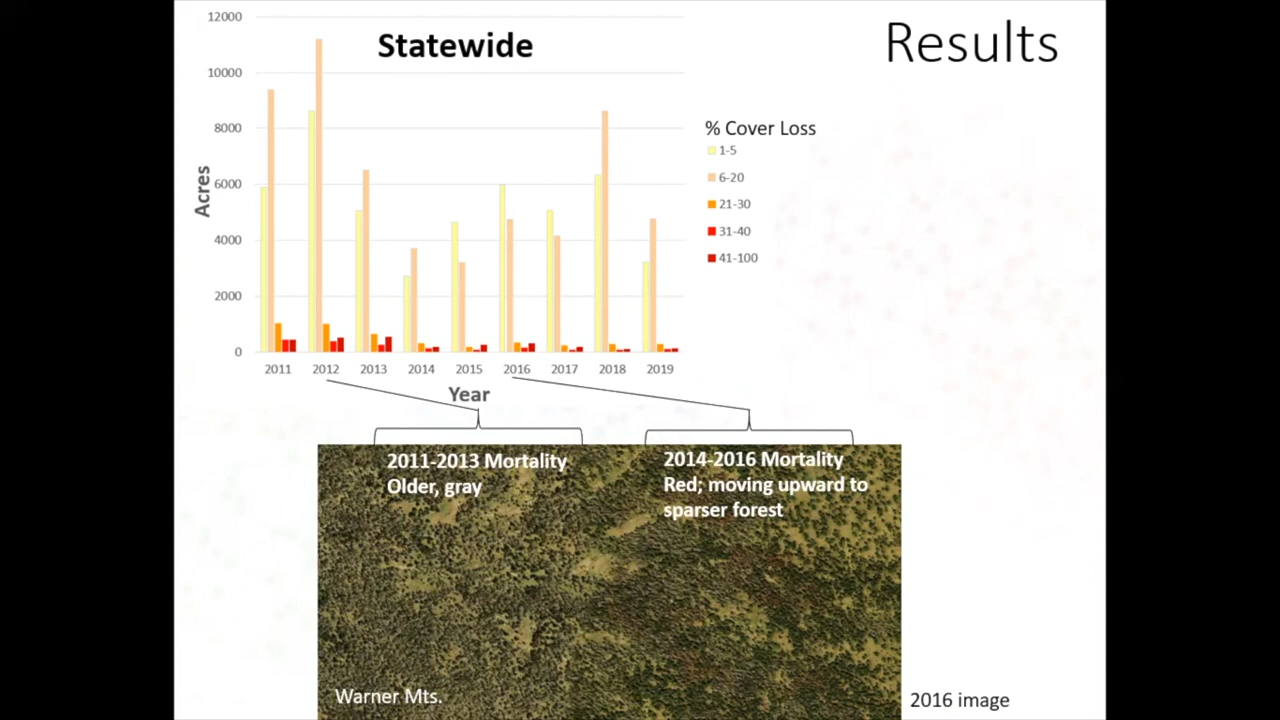 Results
Statewide
12000
10000
8000
6000
4000
2000
0
Acres
2011 2012 2013 2014 2015 2016 2017 2018 2019
Year
% Cover Loss
1-5
6-20
21-30
31-40
41-100
2011-2013 Mortality
Older, gray
2014-2016 Mortality
Red; moving upward to
sparser forest
Warner Mts.
2016 image